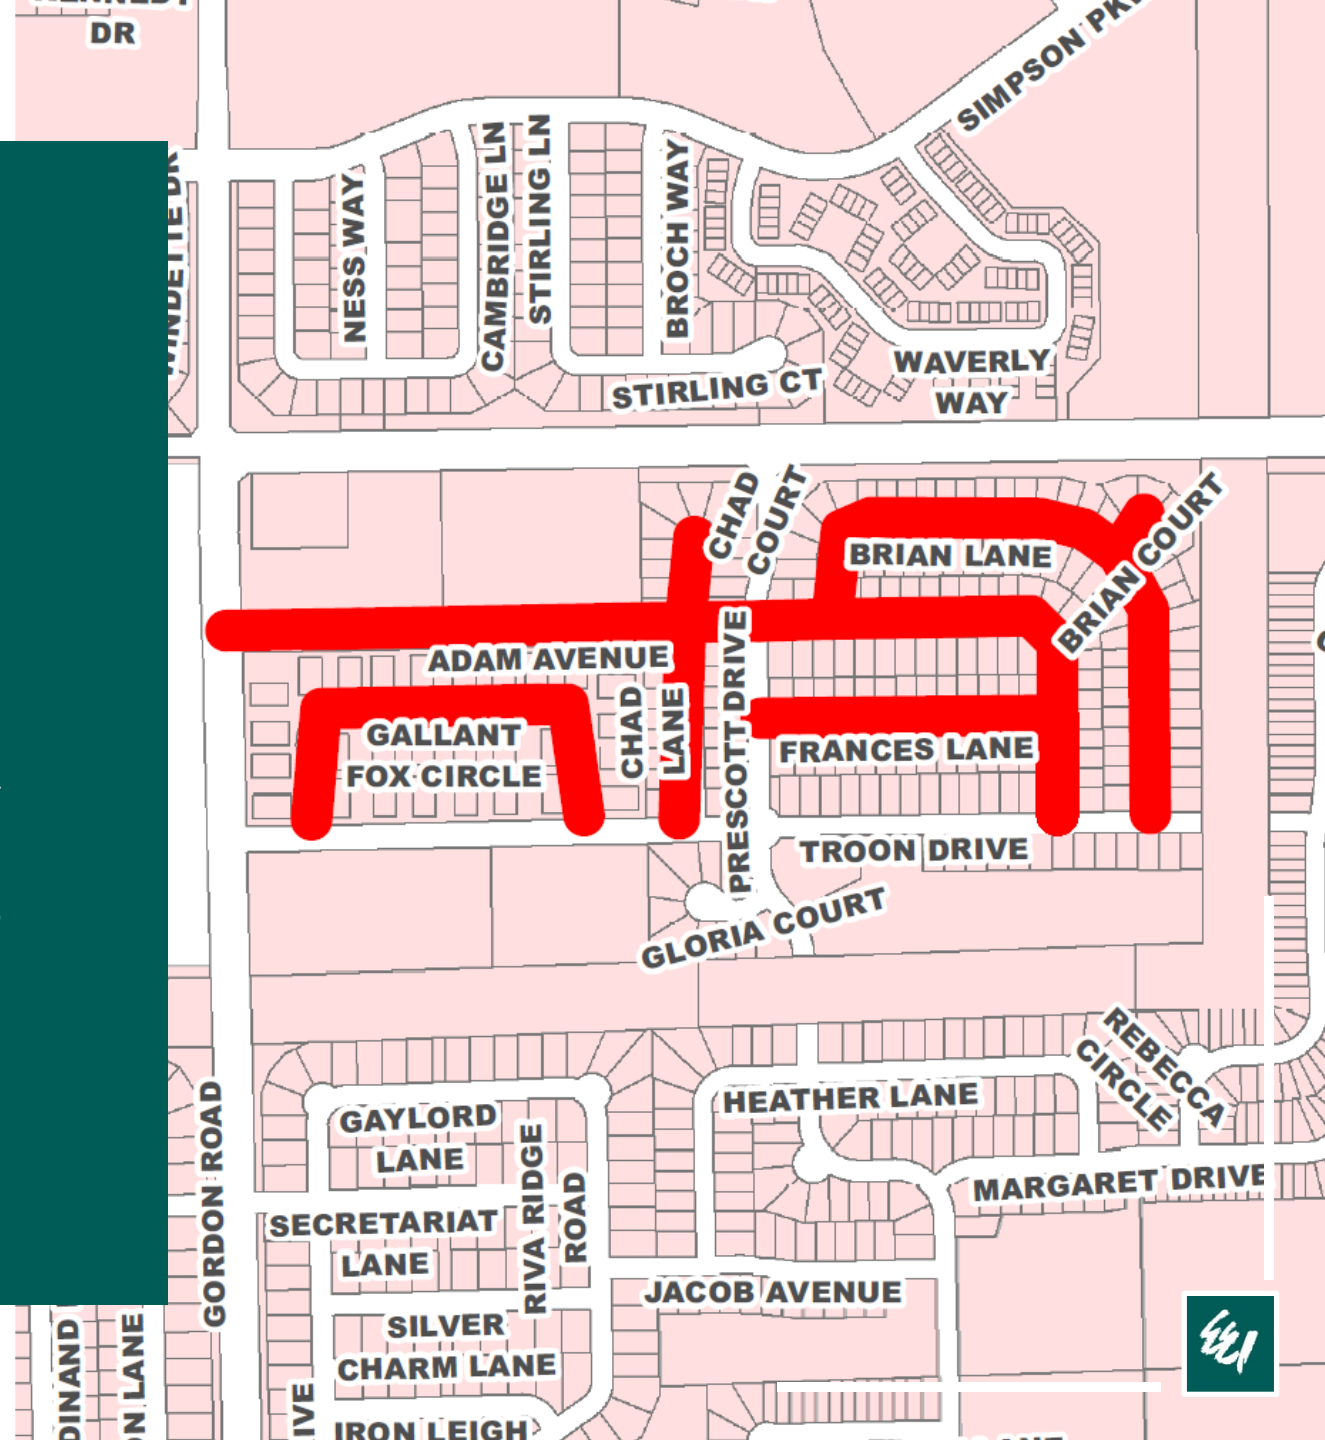 DR
SIMPSON
NESS WAY
CAMBRIDGE LN
STIRLING LN
BROCH WAY
STIRLING CT
WAVERLY
WAY
CHAD
COURT
BRIAN LANE
BRIAN COURT
ADAM AVENUE
GALLANT
FOX CIRCLE
CHAD
LANE
PRESCOTT DRIVE
FRANCES LANE
TROON DRIVE
GLORIA COURT
REBECCA
CIRCLE
HEATHER LANE
GAYLORD
LANE
GORDON ROAD
RIVA RIDGE
ROAD
MARGARET DRIVE
SECRETARIAT
LANE
JACOB AVENUE
SILVER
CHARM LANE
IRON LEIGH
LANE